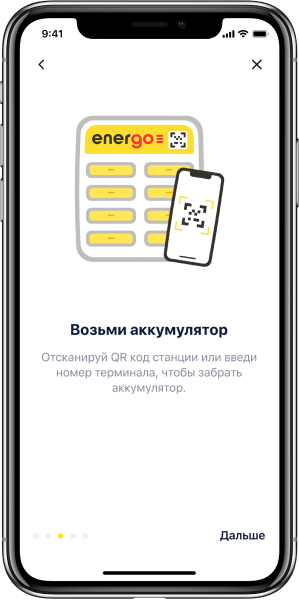 9:41
energo
Возьми аккумулятор
Отсканируй QR код станции или введи
номер терминала, чтобы забрать
аккумулятор.
Дальше